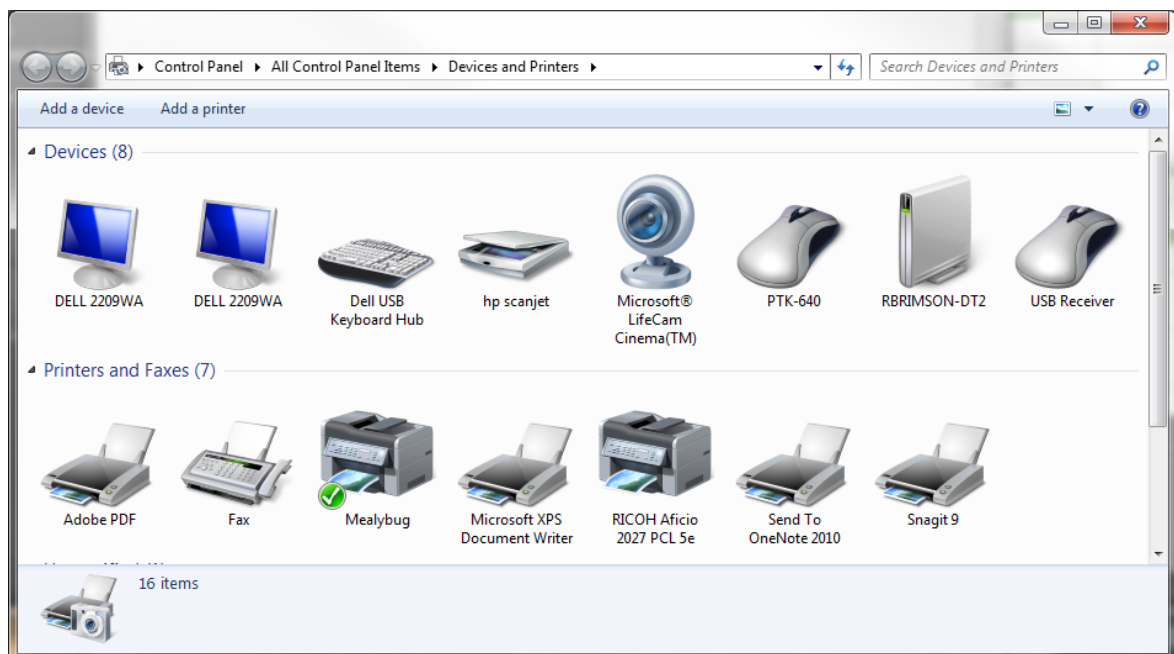 Control Panel ▸ All Control Panel Items ▸ Devices and Printers ▸
Search Devices and Printers
Add a device Add a printer
Devices (8)
DELL 2209WA
DELL 2209WA
Dell USB
Keyboard Hub
hp scanjet
Microsoft®
LifeCam
Cinema(TM)
PTK-640
RBRIMSON-DT2
USB Receiver
Printers and Faxes (7)
Adobe PDF
Fax
Mealybug
Microsoft XPS
Document Writer
RICOH Aficio
2027 PCL 5e
Send To
OneNote 2010
Snagit 9
16 items